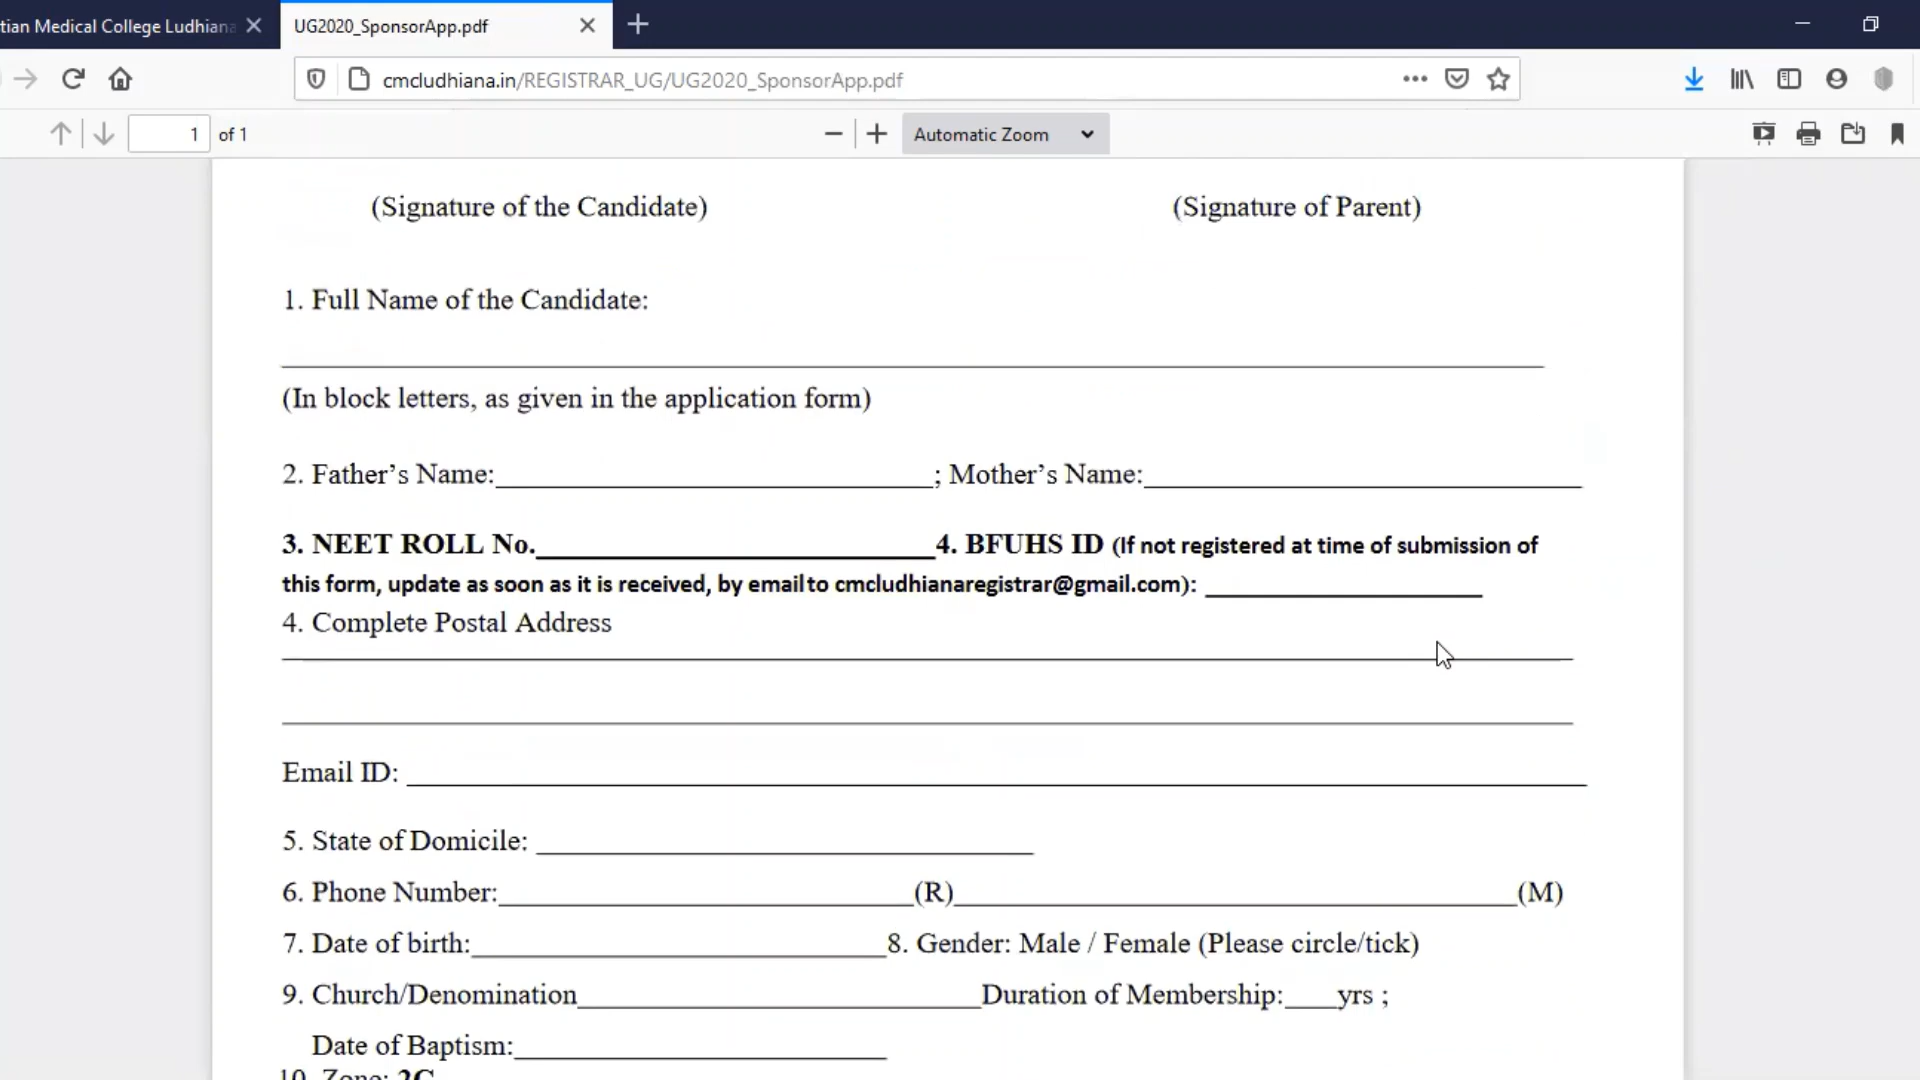 tian Medical College Ludhiana
UG2020_SponsorApp.pdf
cmcludhiana.in/REGISTRAR_UG/UG2020_SponsorApp.pdf
1 of 1
Automatic Zoom
(Signature of the Candidate) (Signature of Parent)
1. Full Name of the Candidate:
(In block letters, as given in the application form)
2. Father’s Name: ; Mother’s Name:
3. NEET ROLL No. 4. BFUHS ID (If not registered at time of submission of
this form, update as soon as it is received, by email to cmcludhianaregistrar@gmail.com):
4. Complete Postal Address
Email ID:
5. State of Domicile:
6. Phone Number: (R) (M)
7. Date of birth: 8. Gender: Male / Female (Please circle/tick)
9. Church/Denomination Duration of Membership: yrs ;
Date of Baptism:
10. Zone: 2C